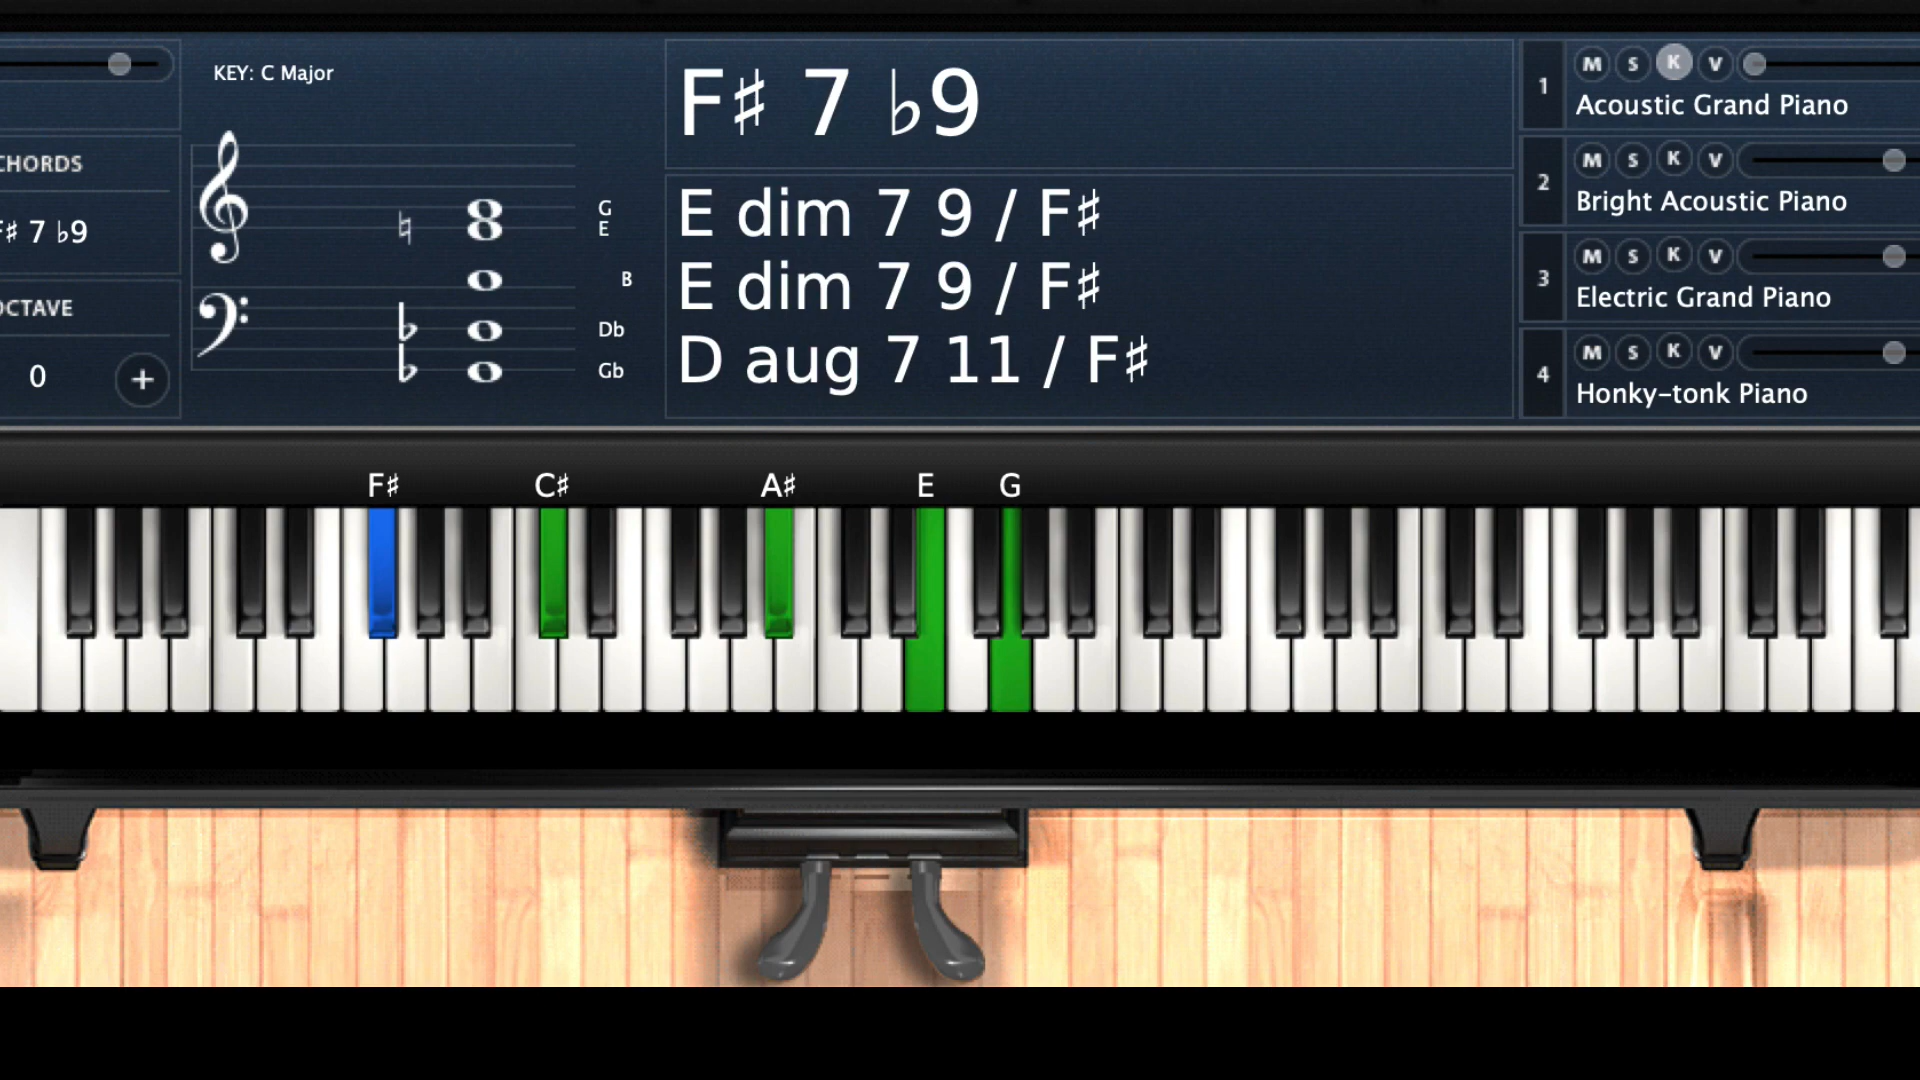 KEY: C Major
CHORDS
F♯ 7 ♭9
OCTAVE
0 +
G
E
B
Db
Gb
F♯ 7 ♭9
E dim 7 9 / F♯
E dim 7 9 / F♯
D aug 7 11 / F♯
1 M S K V
Acoustic Grand Piano
2 M S K V
Bright Acoustic Piano
3 M S K V
Electric Grand Piano
4 M S K V
Honky-tonk Piano
F♯ C♯ A♯ E G